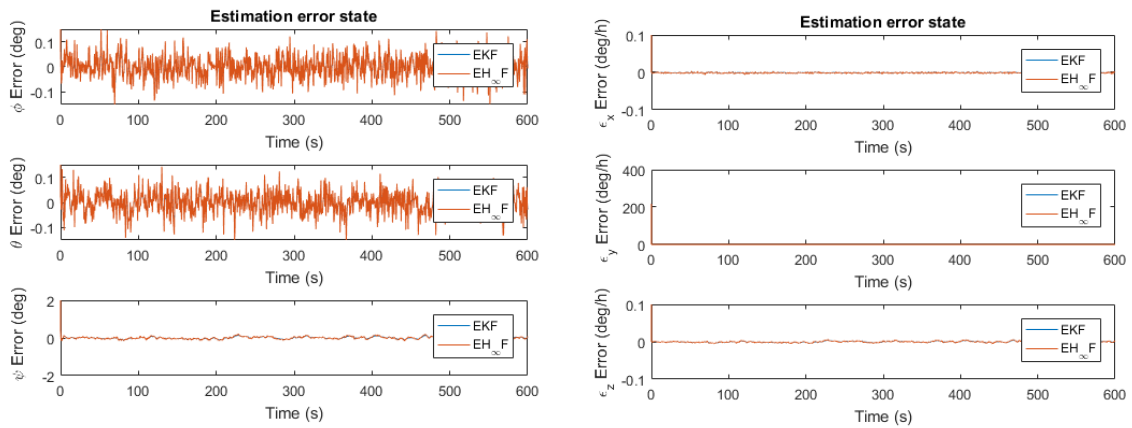 Estimation error state
ϕ Error (deg)
0.1
0
-0.1
EKF
EH∞F
0 100 200 300 400 500 600
Time (s)
θ Error (deg)
0.1
0
-0.1
EKF
EH∞F
0 100 200 300 400 500 600
Time (s)
ψ Error (deg)
2
0
-2
EKF
EH∞F
0 100 200 300 400 500 600
Time (s)
Estimation error state
ϵx Error (deg/h)
0.1
0
-0.1
EKF
EH∞F
0 100 200 300 400 500 600
Time (s)
ϵy Error (deg/h)
400
200
0
EKF
EH∞F
0 100 200 300 400 500 600
Time (s)
ϵz Error (deg/h)
0.1
0
-0.1
EKF
EH∞F
0 100 200 300 400 500 600
Time (s)